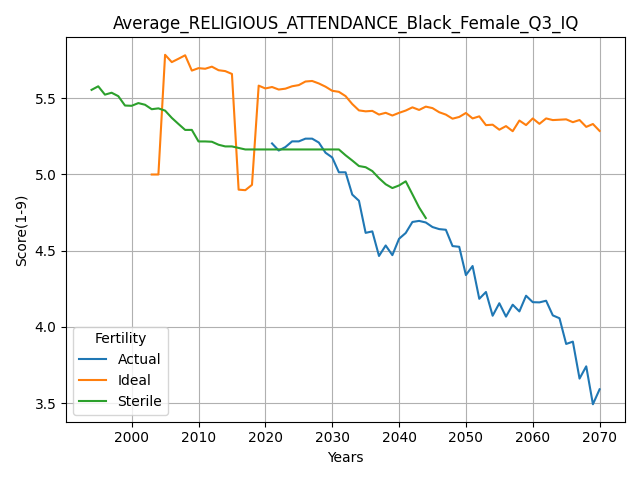 Average_RELIGIOUS_ATTENDANCE_Black_Female_Q3_IQ
Score(1-9)
5.5
5.0
4.5
4.0
3.5
Fertility
Actual
Ideal
Sterile
2000 2010 2020 2030 2040 2050 2060 2070
Years